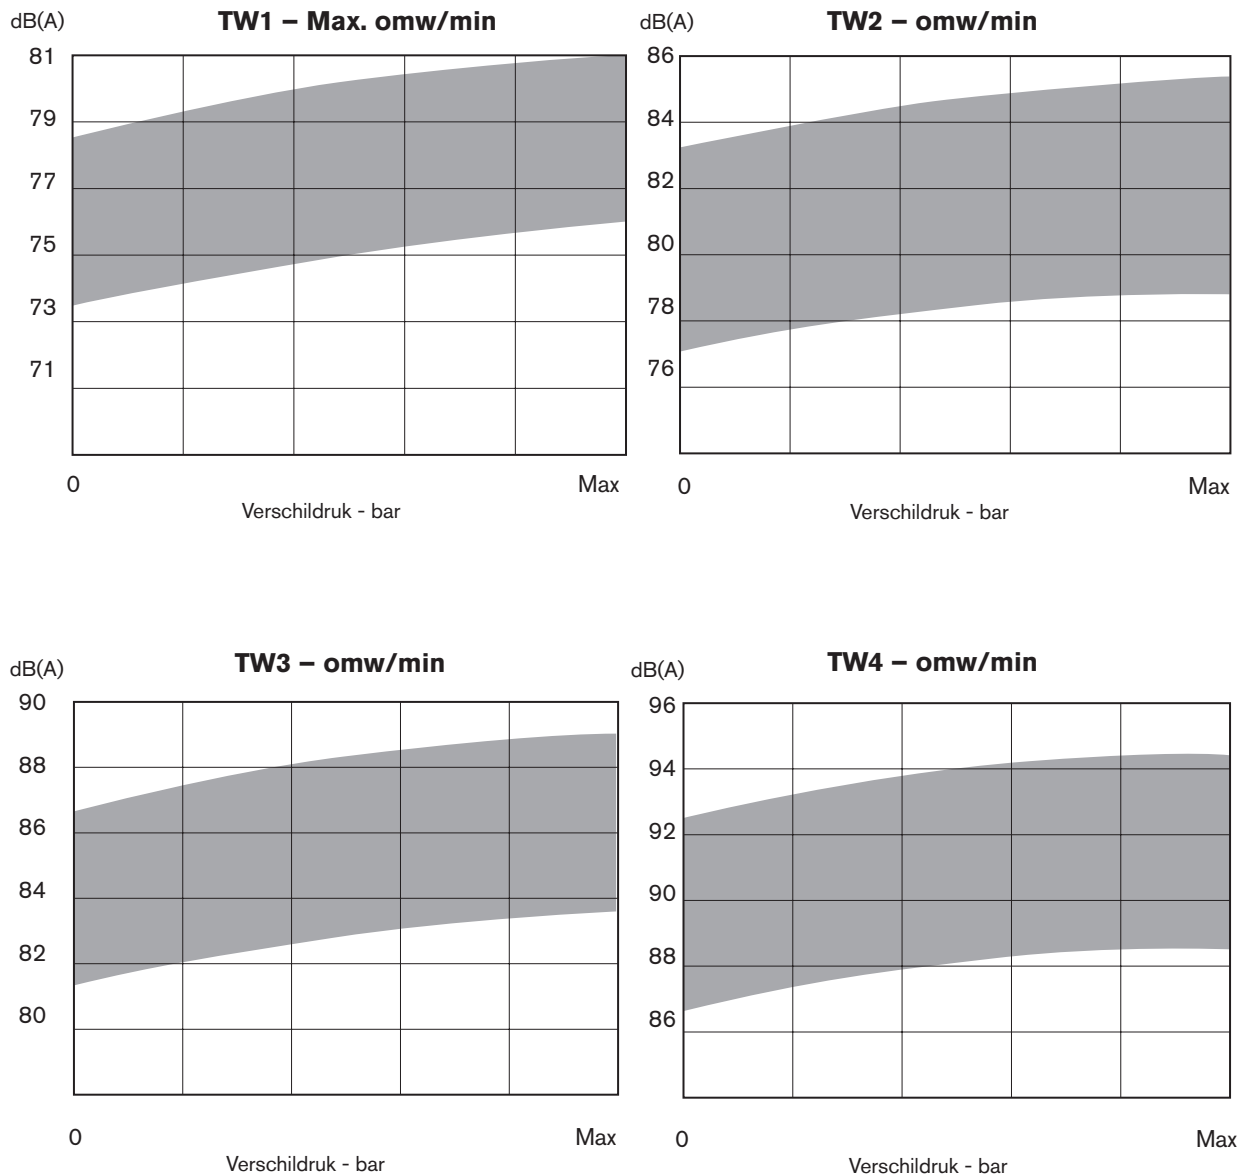 dB(A)
TW1 – Max. omw/min
81
79
77
75
73
71
0
Max
Verschildruk - bar
dB(A)
TW2 – omw/min
86
84
82
80
78
76
0
Max
Verschildruk - bar
dB(A)
TW3 – omw/min
90
88
86
84
82
80
0
Max
Verschildruk - bar
dB(A)
TW4 – omw/min
96
94
92
90
88
86
0
Max
Verschildruk - bar